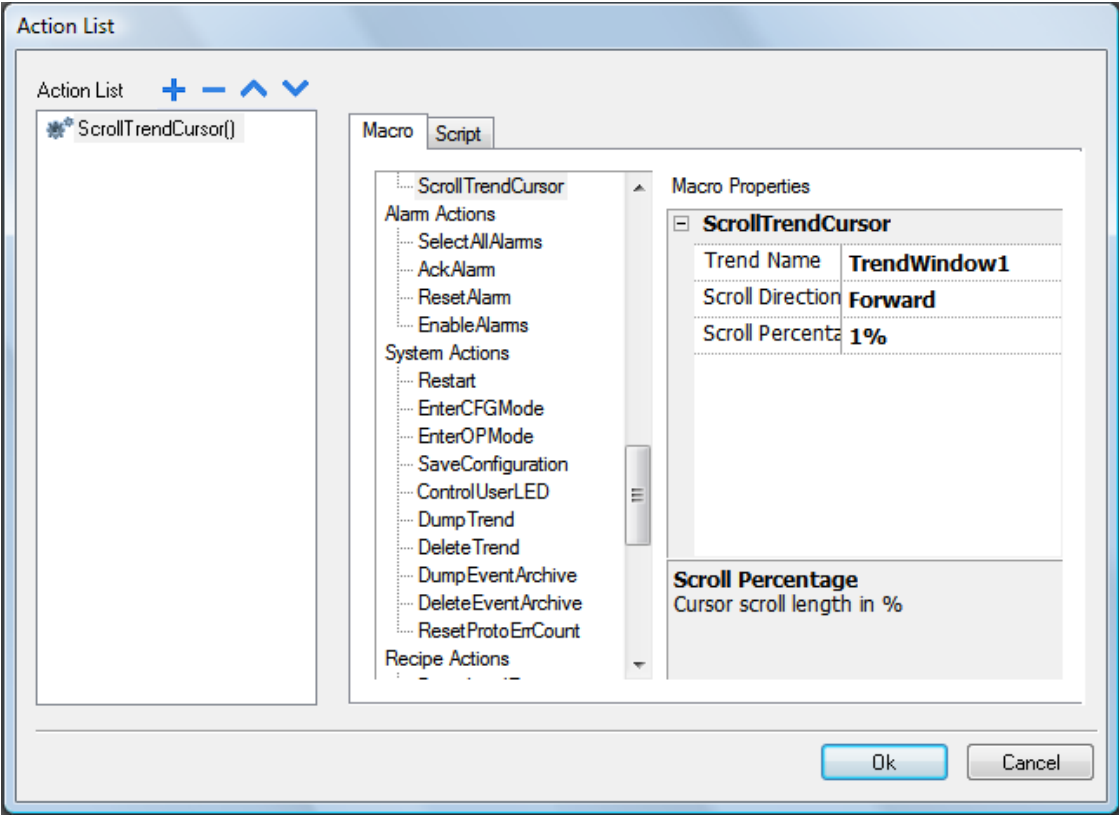 Action List
Action List
ScrollTrendCursor()
Macro
Script
ScrollTrendCursor
Alarm Actions
SelectAllAlarms
AckAlarm
ResetAlarm
EnableAlarms
System Actions
Restart
EnterCFGMode
EnterOPMode
SaveConfiguration
ControlUserLED
DumpTrend
DeleteTrend
DumpEventArchive
DeleteEventArchive
ResetProtoErrCount
Recipe Actions
Macro Properties
ScrollTrendCursor
Trend Name TrendWindow1
Scroll Direction Forward
Scroll Percenta 1%
Scroll Percentage
Cursor scroll length in %
Ok
Cancel